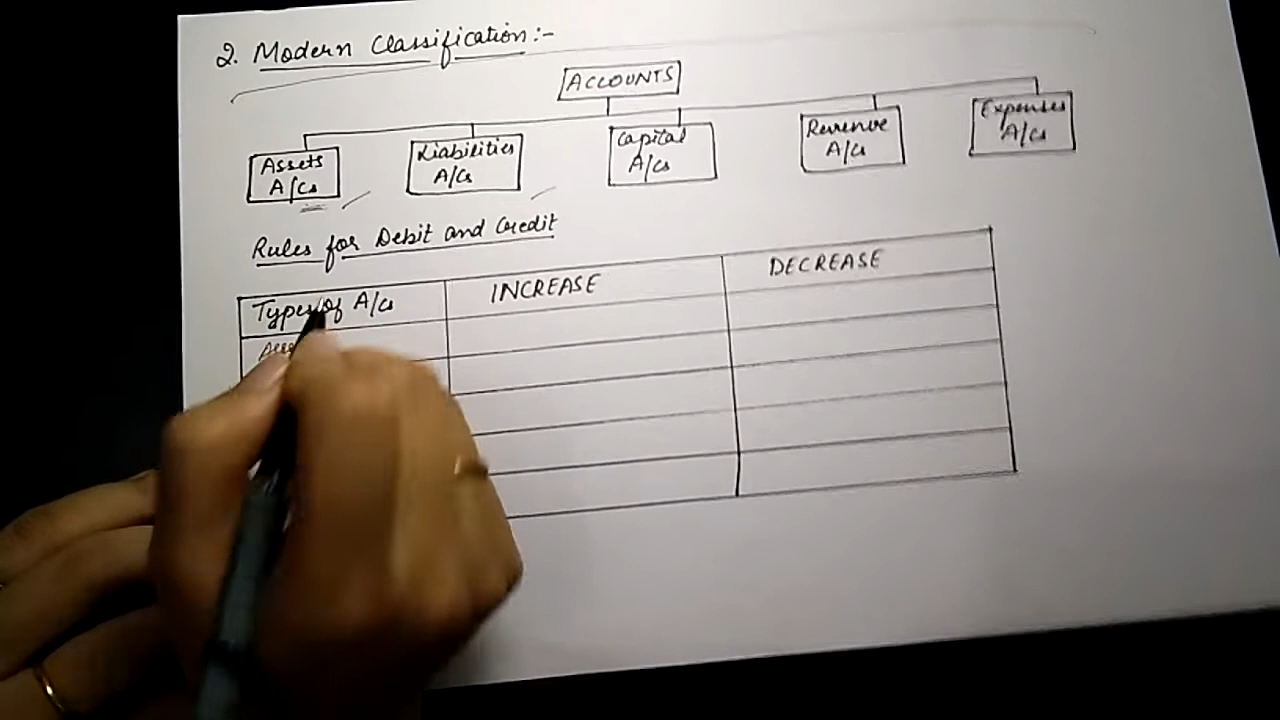 2. Modern Classification:-
ACCOUNTS
Assets A/cs
Liabilities A/cs
Capital A/cs
Revenue A/cs
Expenses A/cs
Rules for Debit and Credit
Types of A/cs INCREASE DECREASE